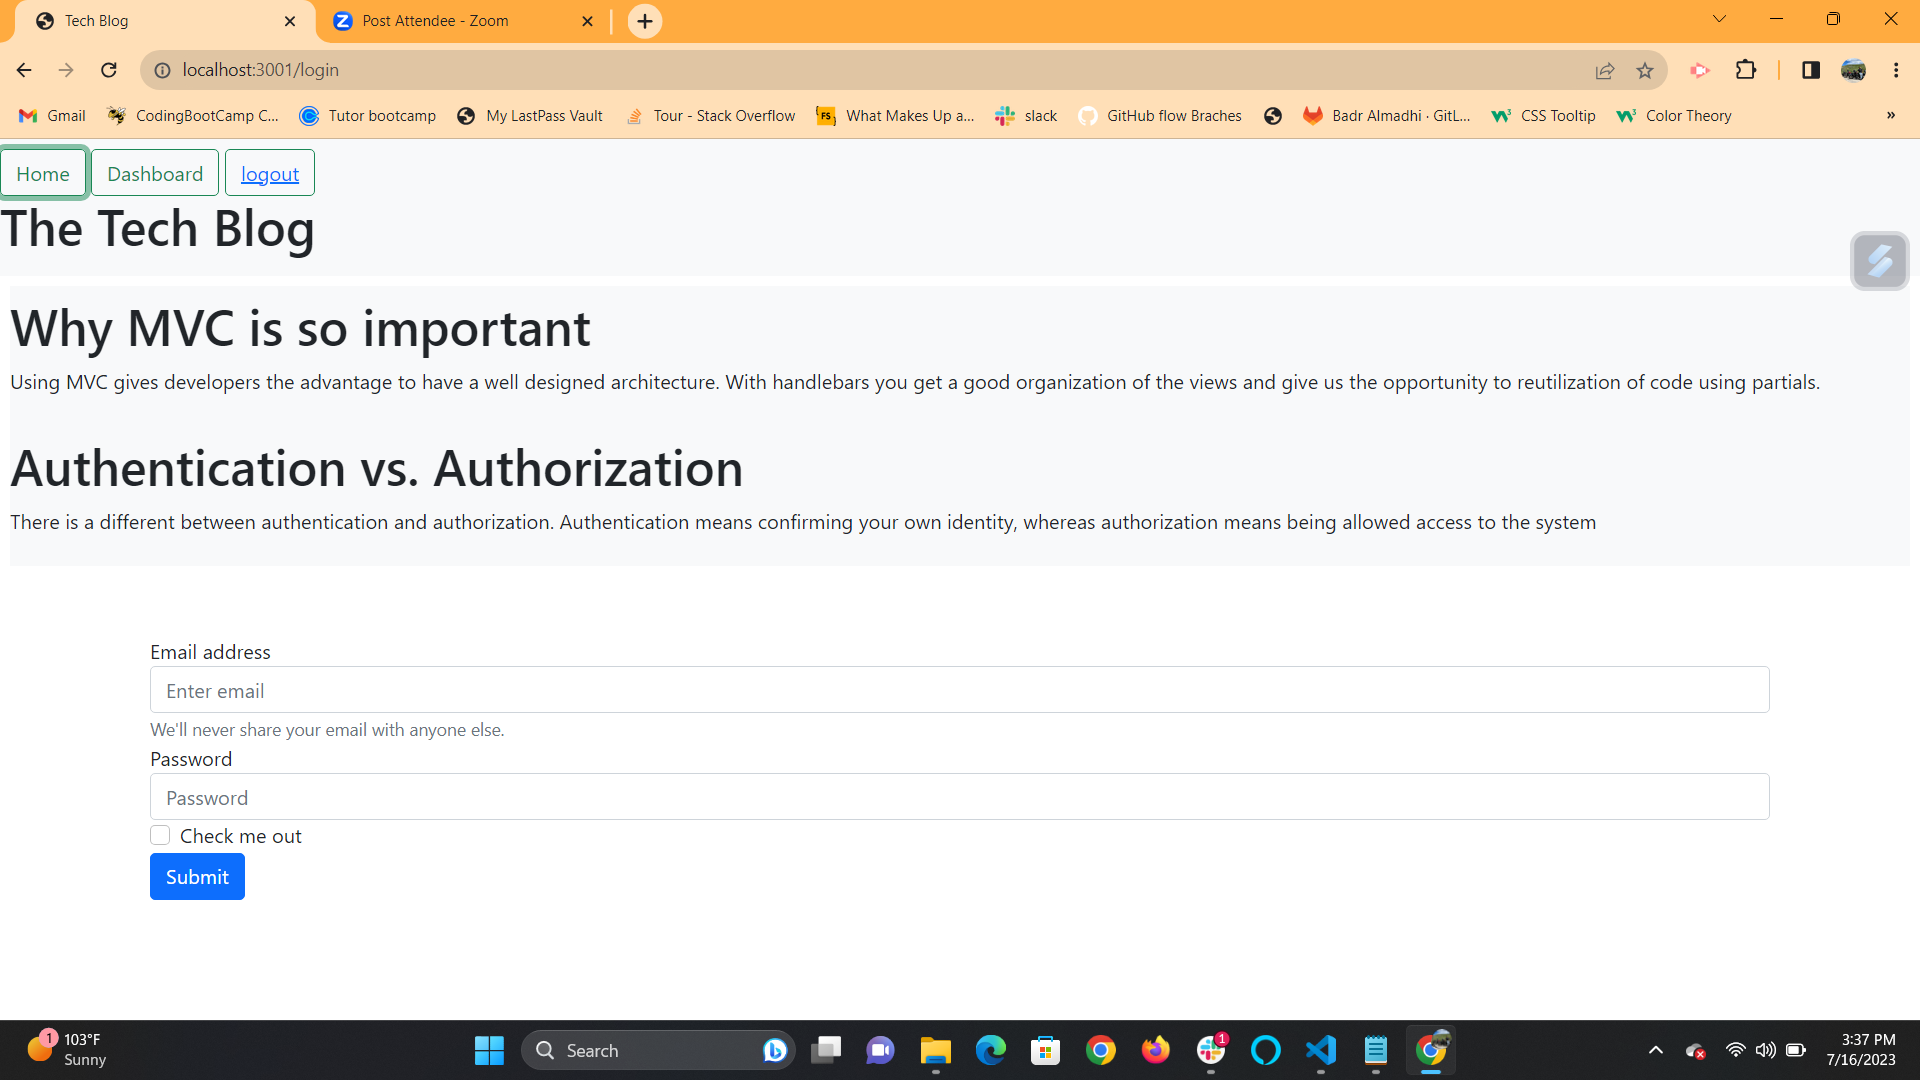 Tech Blog
Post Attendee - Zoom
localhost:3001/login
Gmail
CodingBootCamp C...
Tutor bootcamp
My LastPass Vault
Tour - Stack Overflow
FS
What Makes Up a...
slack
GitHub flow Braches
Badr Almadhi · GitL...
CSS Tooltip
Color Theory
»
Home
Dashboard
logout
The Tech Blog
Why MVC is so important
Using MVC gives developers the advantage to have a well designed architecture. With handlebars you get a good organization of the views and give us the opportunity to reutilization of code using partials.
Authentication vs. Authorization
There is a different between authentication and authorization. Authentication means confirming your own identity, whereas authorization means being allowed access to the system
Email address
Enter email
We'll never share your email with anyone else.
Password
Password
Check me out
Submit
1
103°F
Sunny
Search
1
3:37 PM
7/16/2023